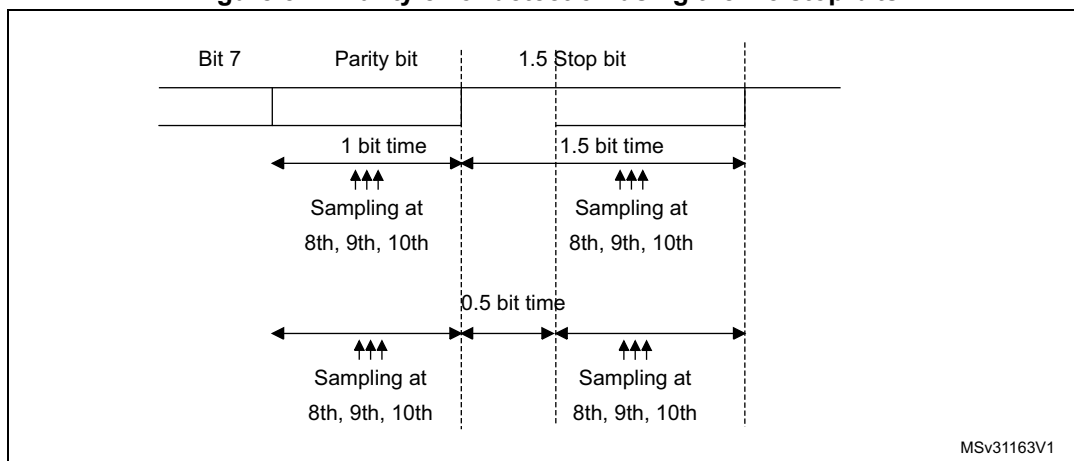 Bit 7 Parity bit 1.5 Stop bit
1 bit time 1.5 bit time
Sampling at Sampling at
8th, 9th, 10th 8th, 9th, 10th
0.5 bit time
Sampling at Sampling at
8th, 9th, 10th 8th, 9th, 10th
MSv31163V1